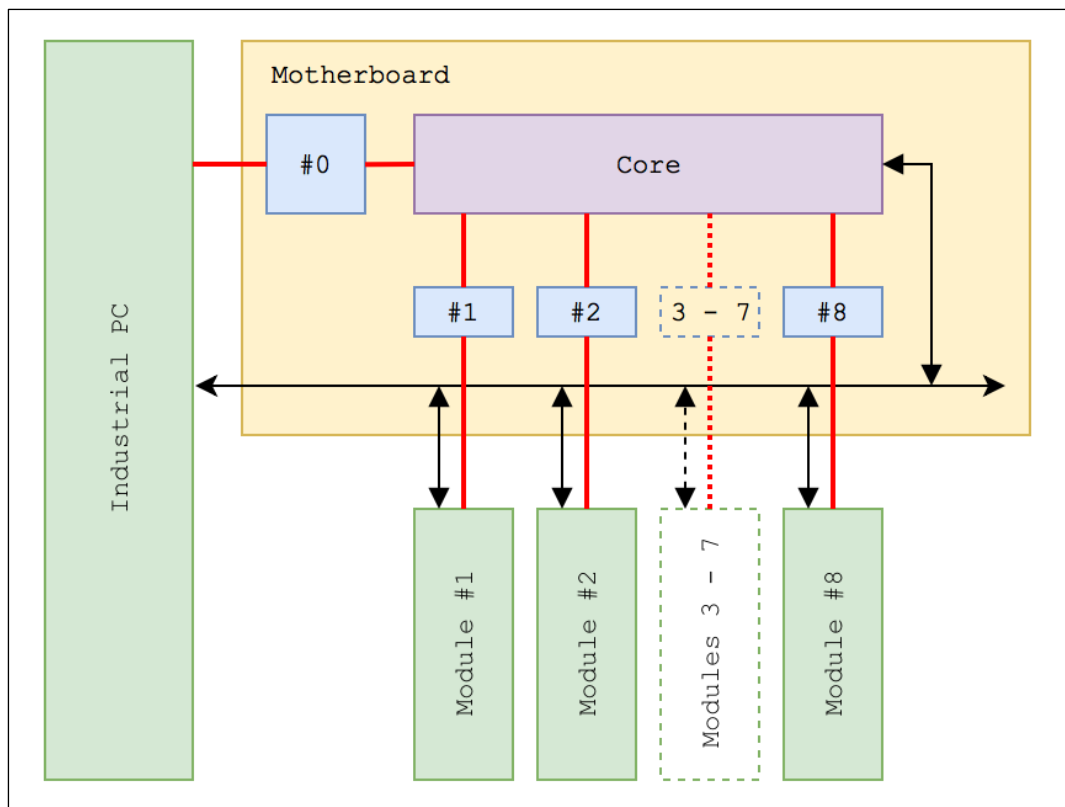 Motherboard
#0
Core
#1
#2
3 - 7
#8
Industrial PC
Module #1
Module #2
Modules 3 - 7
Module #8